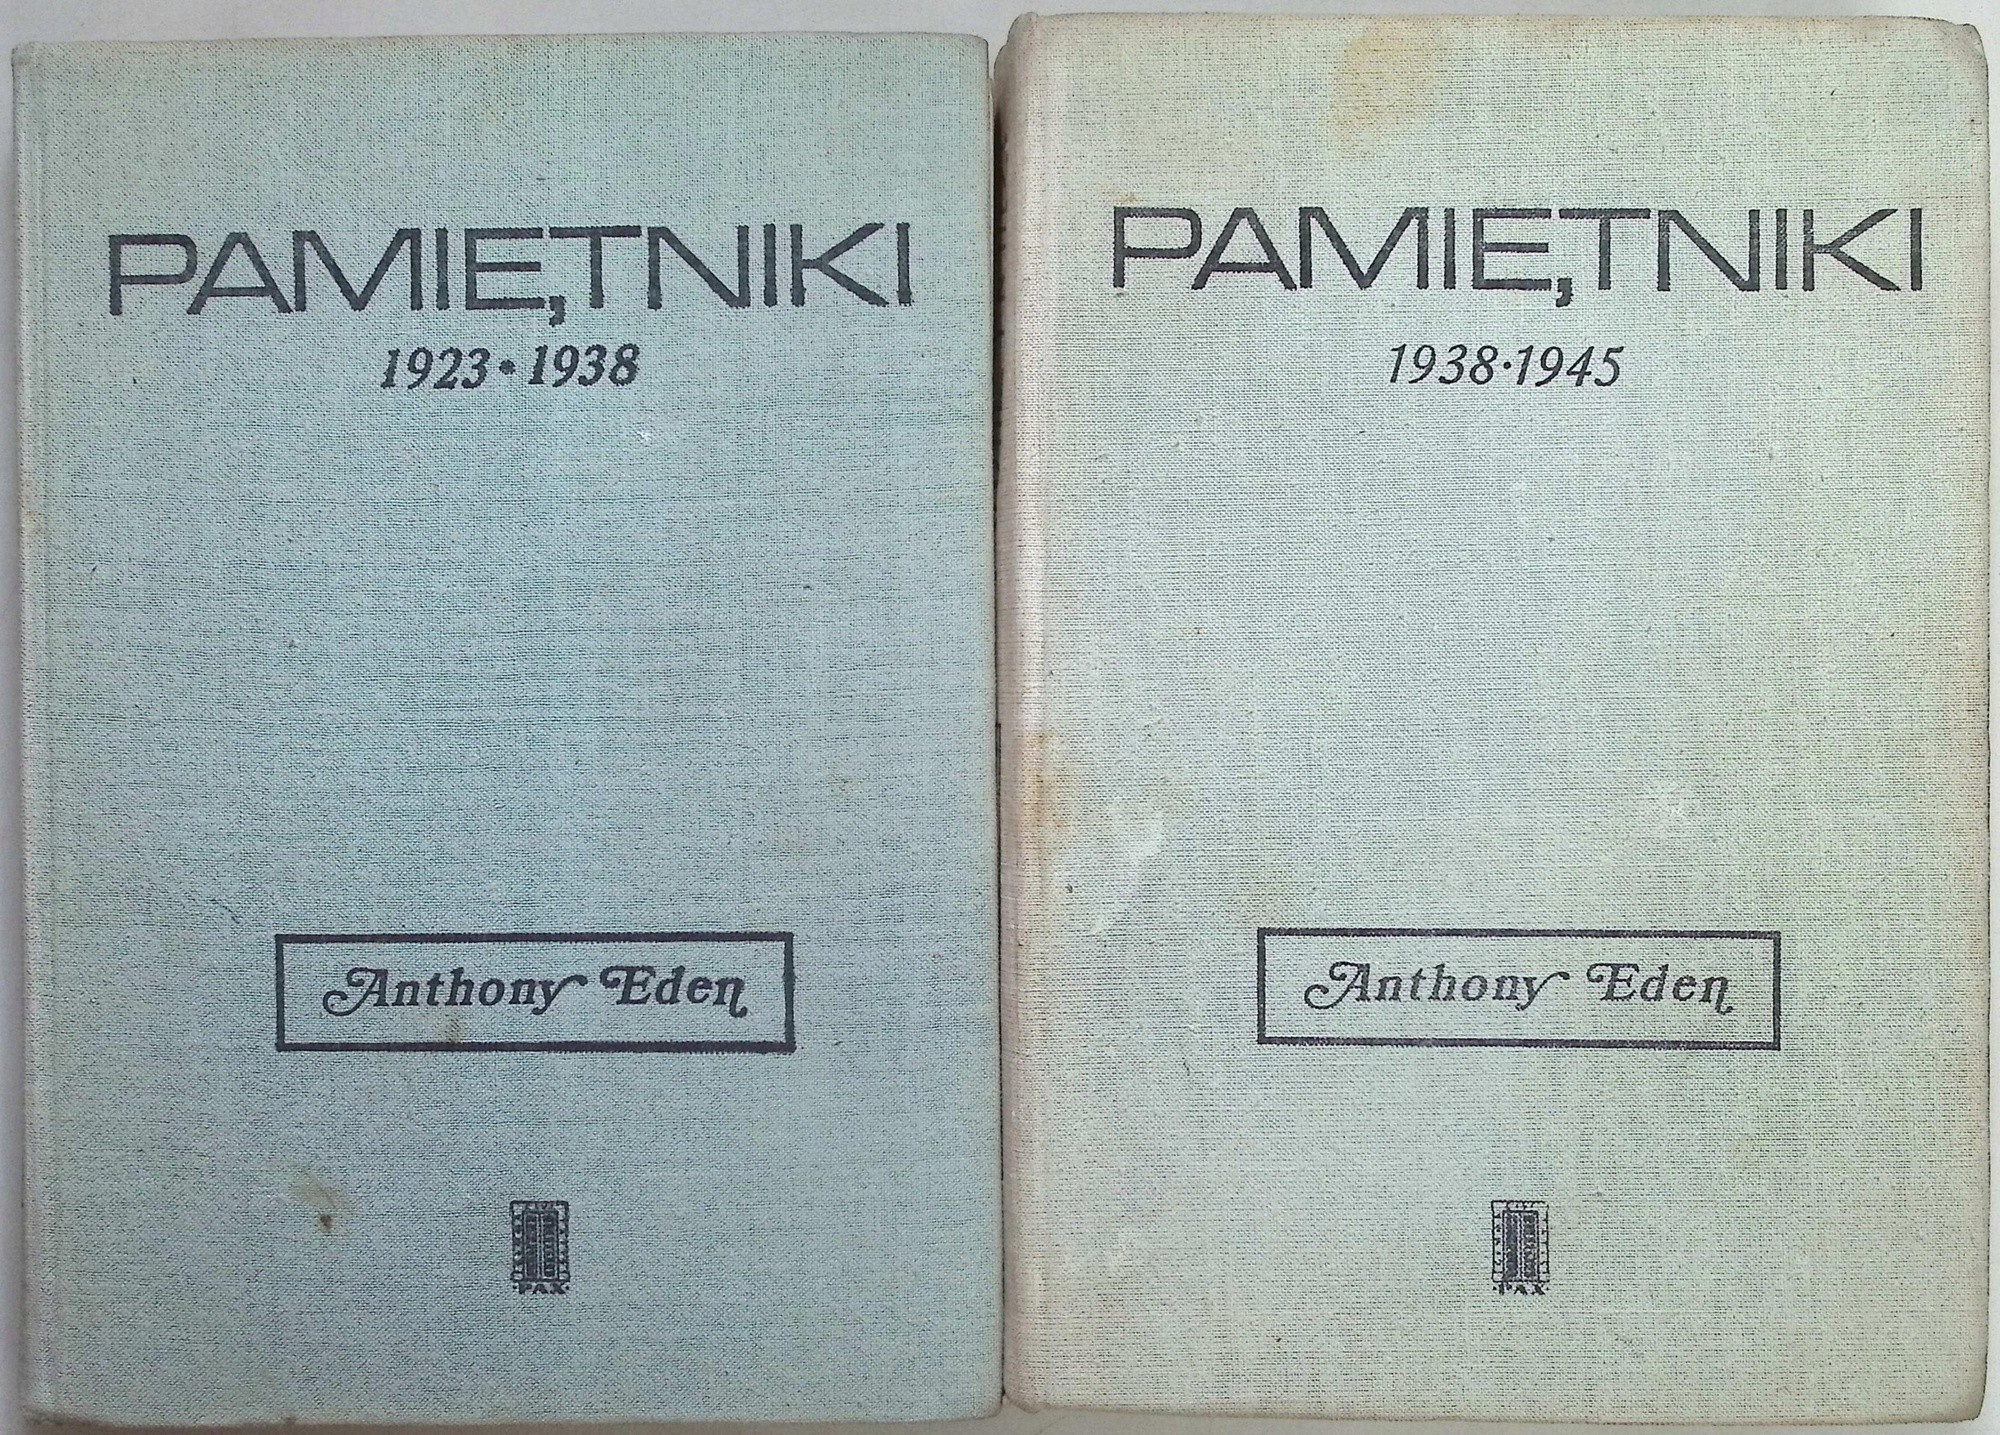 PAMIĘTNIKI
1923•1938
Anthony Eden
PAX
PAMIĘTNIKI
1938•1945
Anthony Eden
PAX